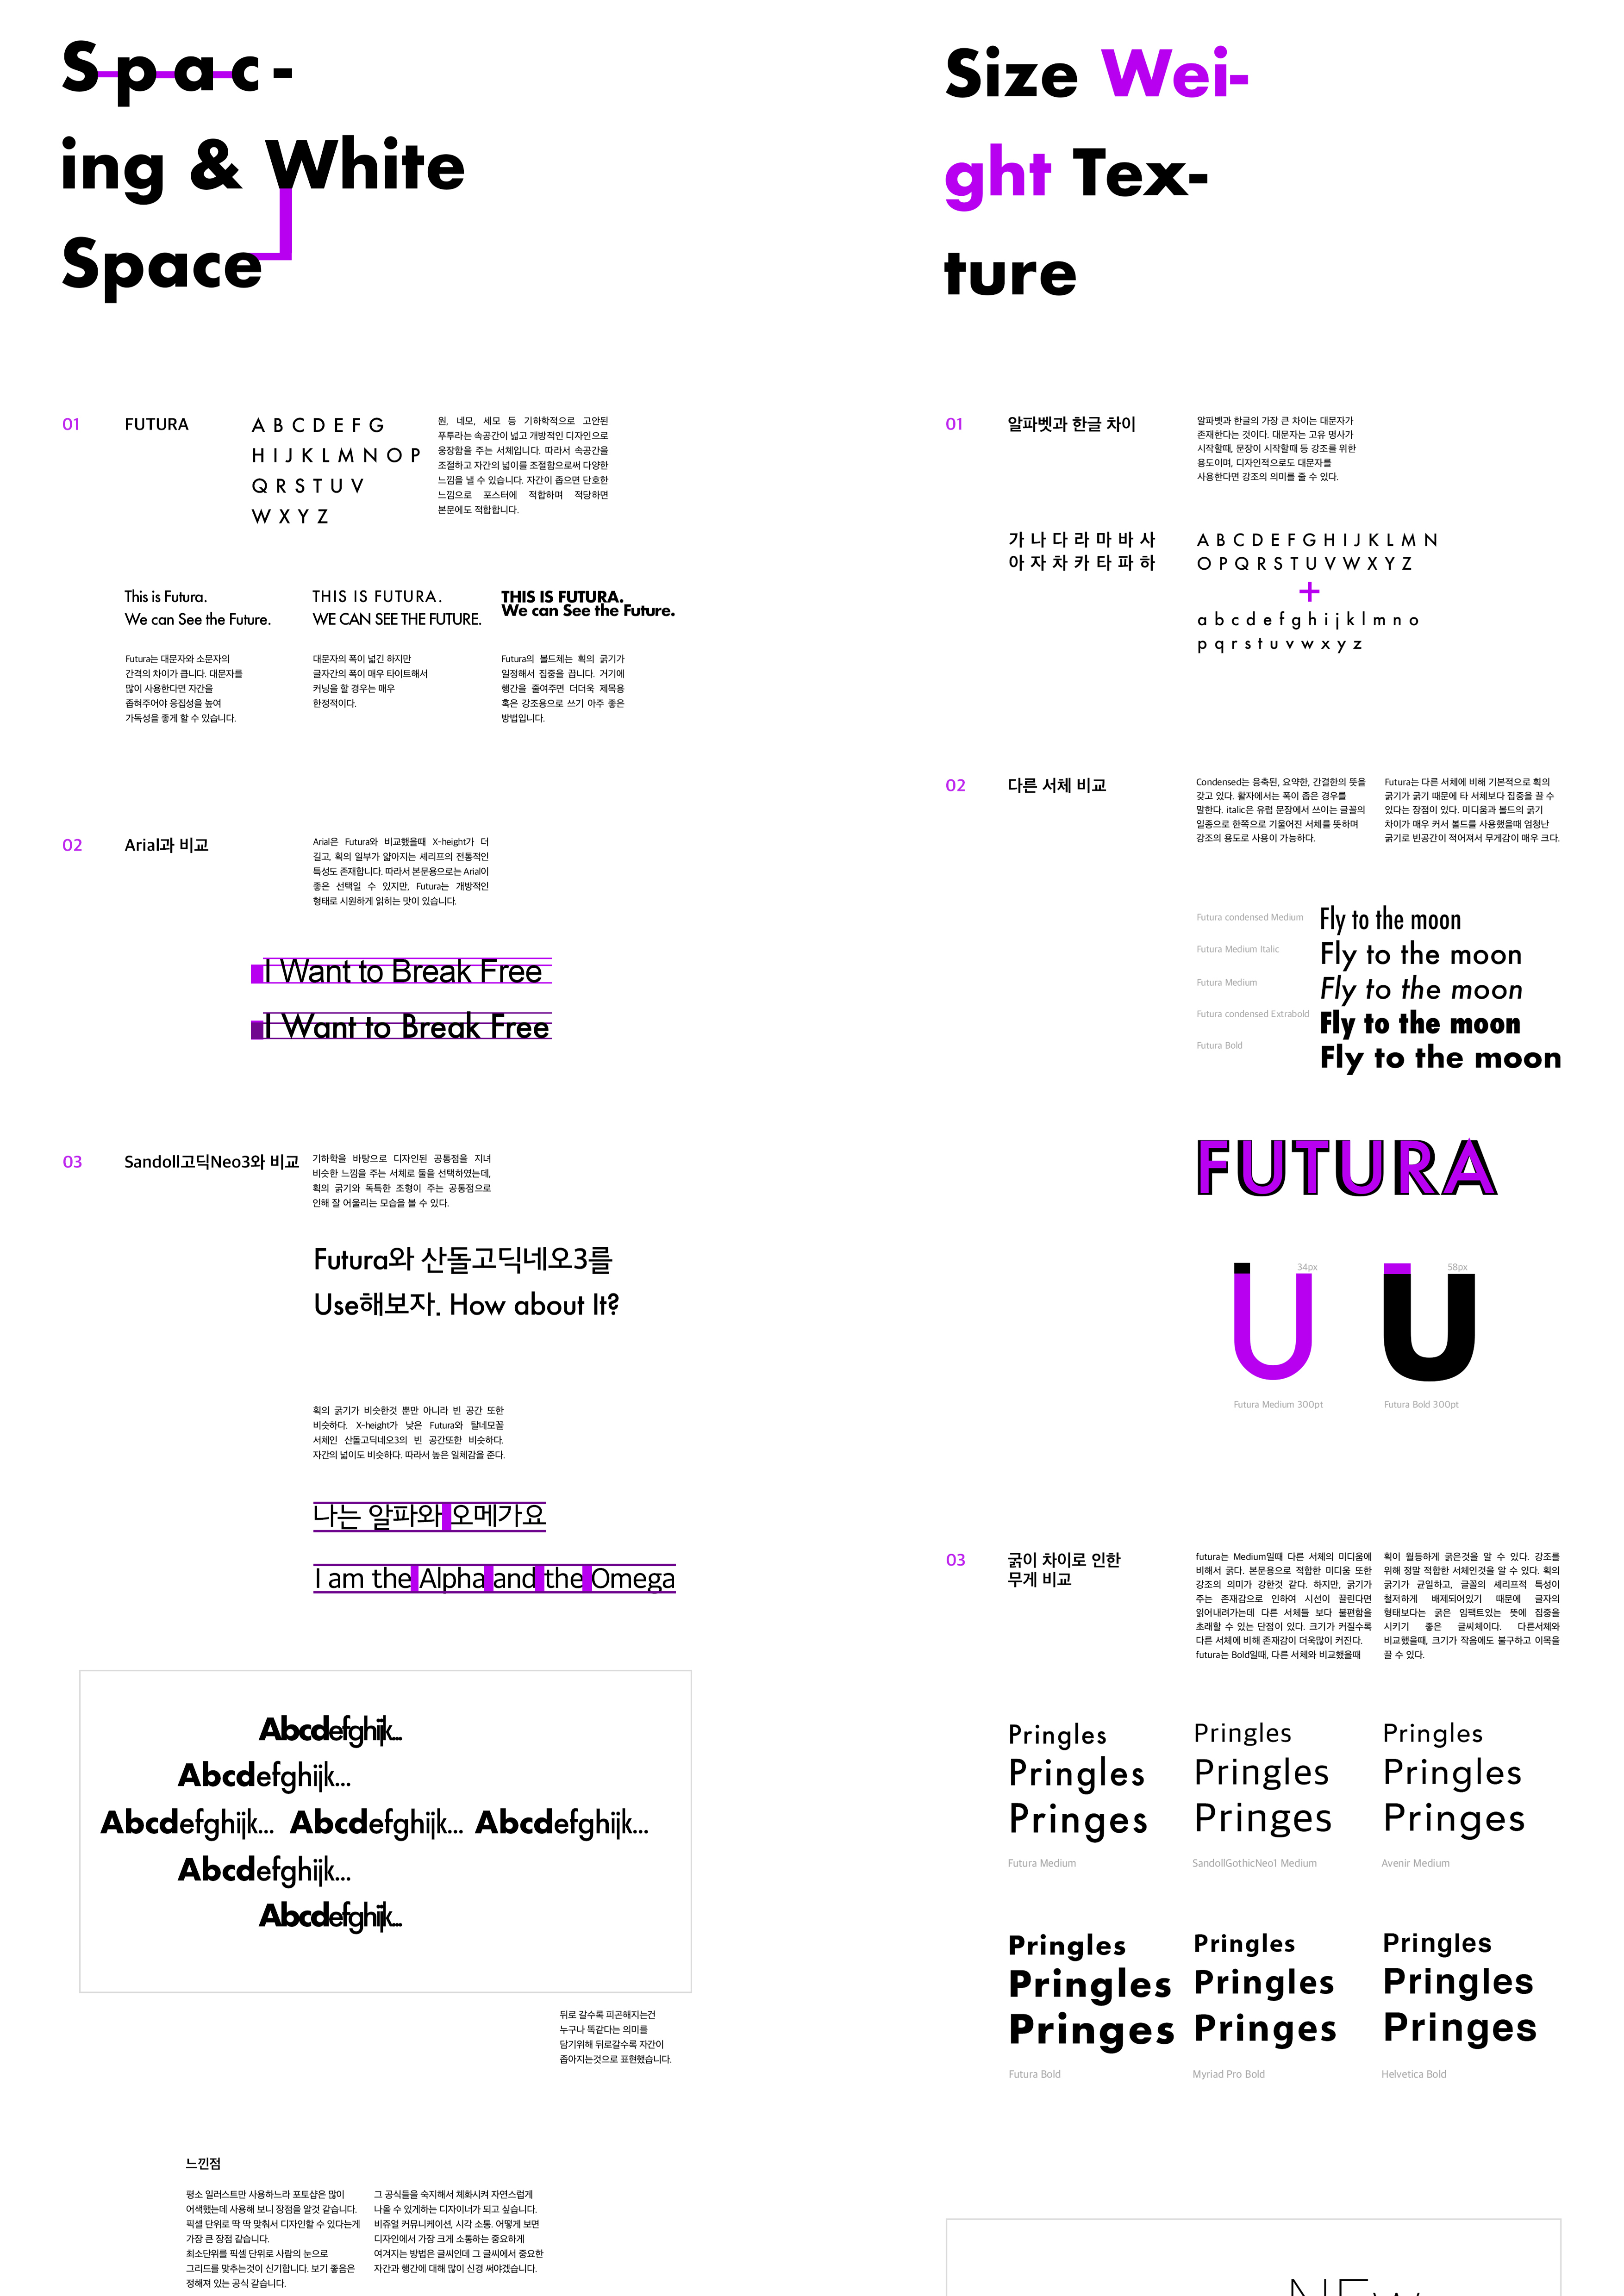 Spac-
ing & White
Space
01
FUTURA
A B C D E F G
H I J K L M N O P
Q R S T U V
W X Y Z
원, 네모, 세모 등 기하학적으로 고안된
푸투라는 속공간이 넓고 개방적인 디자인으로
웅장함을 주는 서체입니다. 따라서 속공간을
조절하고 자간의 넓이를 조절함으로써 다양한
느낌을 낼 수 있습니다. 자간이 좁으면 단호한
느낌으로 포스터에 적합하며 적당하면
본문에도 적합합니다.
This is Futura.
We can See the Future.
Futura는 대문자와 소문자의
간격의 차이가 큽니다. 대문자를
많이 사용한다면 자간을
좁혀주어야 응집성을 높여
가독성을 좋게 할 수 있습니다.
THIS IS FUTURA.
WE CAN SEE THE FUTURE.
대문자의 폭이 넓긴 하지만
글자간의 폭이 매우 타이트해서
커닝을 할 경우는 매우
한정적이다.
THIS IS FUTURA.
We can See the Future.
Futura의 볼드체는 획의 굵기가
일정해서 집중을 끕니다. 거기에
행간을 줄여주면 더더욱 제목용
혹은 강조용으로 쓰기 아주 좋은
방법입니다.
02
Arial과 비교
Arial은 Futura와 비교했을때 X-height가 더
길고, 획의 일부가 얇아지는 세리프의 전통적인
특성도 존재합니다. 따라서 본문용으로는 Arial이
좋은 선택일 수 있지만, Futura는 개방적인
형태로 시원하게 읽히는 맛이 있습니다.
I Want to Break Free
I Want to Break Free
03
Sandoll고딕Neo3와 비교
기하학을 바탕으로 디자인된 공통점을 지녀
비슷한 느낌을 주는 서체로 둘을 선택하였는데,
획의 굵기와 독특한 조형이 주는 공통점으로
인해 잘 어울리는 모습을 볼 수 있다.
Futura와 산돌고딕네오3를
Use해보자. How about It?
획의 굵기가 비슷한것 뿐만 아니라 빈 공간 또한
비슷하다. X-height가 낮은 Futura와 탈네모꼴
서체인 산돌고딕네오3의 빈 공간또한 비슷하다.
자간의 넓이도 비슷하다. 따라서 높은 일체감을 준다.
나는 알파와 오메가요
I am the Alpha and the Omega
Abcdefghijk...
Abcdefghijk...
Abcdefghijk... Abcdefghijk... Abcdefghijk...
Abcdefghijk...
Abcdefghijk...
뒤로 갈수록 피곤해지는건
누구나 똑같다는 의미를
담기위해 뒤로갈수록 자간이
좁아지는것으로 표현했습니다.
느낀점
평소 일러스트만 사용하느라 포토샵은 많이
어색했는데 사용해 보니 장점을 알것 같습니다.
픽셀 단위로 딱 딱 맞춰서 디자인할 수 있다는게
가장 큰 장점 같습니다.
최소단위를 픽셀 단위로 사람의 눈으로
그리드를 맞추는것이 신기합니다. 보기 좋음은
정해져 있는 공식 같습니다.
그 공식들을 숙지해서 체화시켜 자연스럽게
나올 수 있게하는 디자이너가 되고 싶습니다.
비쥬얼 커뮤니케이션, 시각 소통. 어떻게 보면
디자인에서 가장 크게 소통하는 중요하게
여겨지는 방법은 글씨인데 그 글씨에서 중요한
자간과 행간에 대해 많이 신경 써야겠습니다.
Size Wei-
ght Tex-
ture
01
알파벳과 한글 차이
알파벳과 한글의 가장 큰 차이는 대문자가
존재한다는 것이다. 대문자는 고유 명사가
시작할때, 문장이 시작할때 등 강조를 위한
용도이며, 디자인적으로도 대문자를
사용한다면 강조의 의미를 줄 수 있다.
가 나 다 라 마 바 사
아 자 차 카 타 파 하
A B C D E F G H I J K L M N
O P Q R S T U V W X Y Z
+
a b c d e f g h i j k l m n o
p q r s t u v w x y z
02
다른 서체 비교
Condensed는 응축된, 요약한, 간결한의 뜻을
갖고 있다. 활자에서는 폭이 좁은 경우를
말한다. italic은 유럽 문장에서 쓰이는 글꼴의
일종으로 한쪽으로 기울어진 서체를 뜻하며
강조의 용도로 사용이 가능하다.
Futura는 다른 서체에 비해 기본적으로 획의
굵기가 굵기 때문에 타 서체보다 집중을 끌 수
있다는 장점이 있다. 미디움과 볼드의 굵기
차이가 매우 커서 볼드를 사용했을때 엄청난
굵기로 빈공간이 적어져서 무게감이 매우 크다.
Futura condensed Medium
Fly to the moon
Futura Medium Italic
Fly to the moon
Futura Medium
Fly to the moon
Futura condensed Extrabold
Fly to the moon
Futura Bold
Fly to the moon
FUTURA
34px
58px
U
U
Futura Medium 300pt
Futura Bold 300pt
03
굵이 차이로 인한
무게 비교
futura는 Medium일때 다른 서체의 미디움에
비해서 굵다. 본문용으로 적합한 미디움 또한
강조의 의미가 강한것 같다. 하지만, 굵기가
주는 존재감으로 인하여 시선이 끌린다면
읽어내려가는데 다른 서체들 보다 불편함을
초래할 수 있는 단점이 있다. 크기가 커질수록
다른 서체에 비해 존재감이 더욱많이 커진다.
futura는 Bold일때, 다른 서체와 비교했을때
획이 월등하게 굵은것을 알 수 있다. 강조를
위해 정말 적합한 서체인것을 알 수 있다. 획의
굵기가 균일하고, 글꼴의 세리프적 특성이
철저하게 배제되어있기 때문에 글자의
형태보다는 굵은 임팩트있는 뜻에 집중을
시키기 좋은 글씨체이다. 다른서체와
비교했을때, 크기가 작음에도 불구하고 이목을
끌 수 있다.
Pringles
Pringles
Pringes
Futura Medium
Pringles
Pringles
Pringes
SandollGothicNeo1 Medium
Pringles
Pringles
Pringes
Avenir Medium
Pringles
Pringles
Pringes
Futura Bold
Pringles
Pringles
Pringes
Myriad Pro Bold
Pringles
Pringles
Pringes
Helvetica Bold